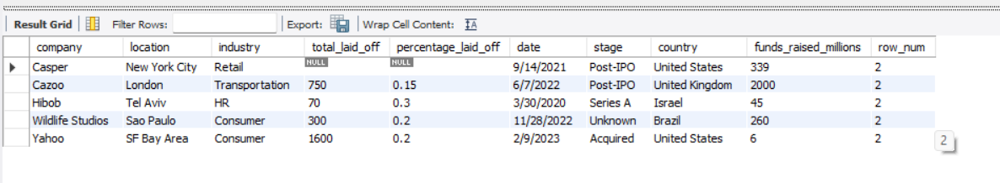 Result Grid Filter Rows: Export: Wrap Cell Content: IA
company location industry total_laid_off percentage_laid_off date stage country funds_raised_millions row_num
Casper New York City Retail NULL NULL 9/14/2021 Post-IPO United States 339 2
Cazoo London Transportation 750 0.15 6/7/2022 Post-IPO United Kingdom 2000 2
Hibob Tel Aviv HR 70 0.3 3/30/2020 Series A Israel 45 2
Wildlife Studios Sao Paulo Consumer 300 0.2 11/28/2022 Unknown Brazil 260 2
Yahoo SF Bay Area Consumer 1600 0.2 2/9/2023 Acquired United States 6 2
2